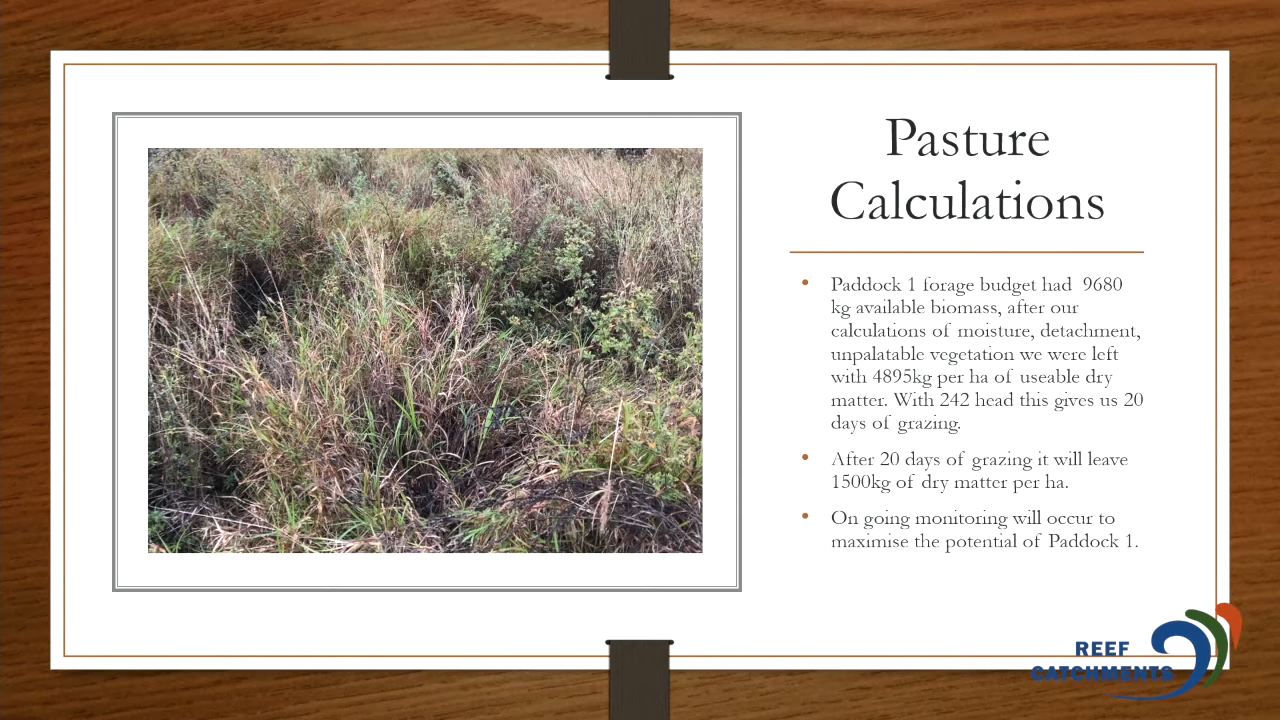 Pasture
Calculations
• Paddock 1 forage budget had 9680
kg available biomass, after our
calculations of moisture, detachment,
unpalatable vegetation we were left
with 4895kg per ha of useable dry
matter. With 242 head this gives us 20
days of grazing.
• After 20 days of grazing it will leave
1500kg of dry matter per ha.
• On going monitoring will occur to
maximise the potential of Paddock 1.
REEF
CATCHMENTS